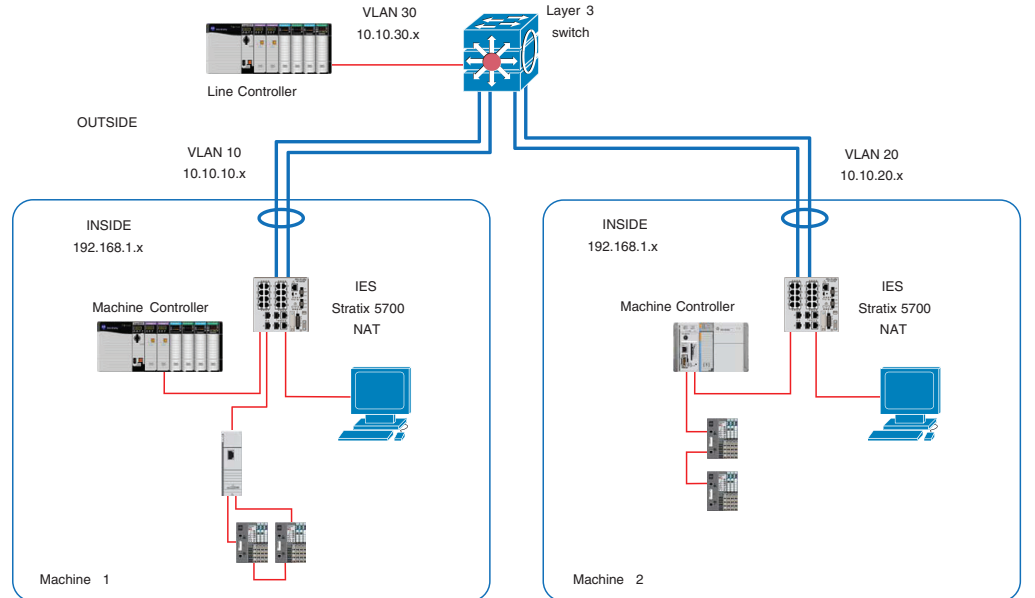 VLAN 30
10.10.30.x
Layer 3
switch
Line Controller
OUTSIDE
VLAN 10
10.10.10.x
VLAN 20
10.10.20.x
INSIDE
192.168.1.x
IES
Stratix 5700
NAT
Machine Controller
Machine 1
INSIDE
192.168.1.x
IES
Stratix 5700
NAT
Machine Controller
Machine 2